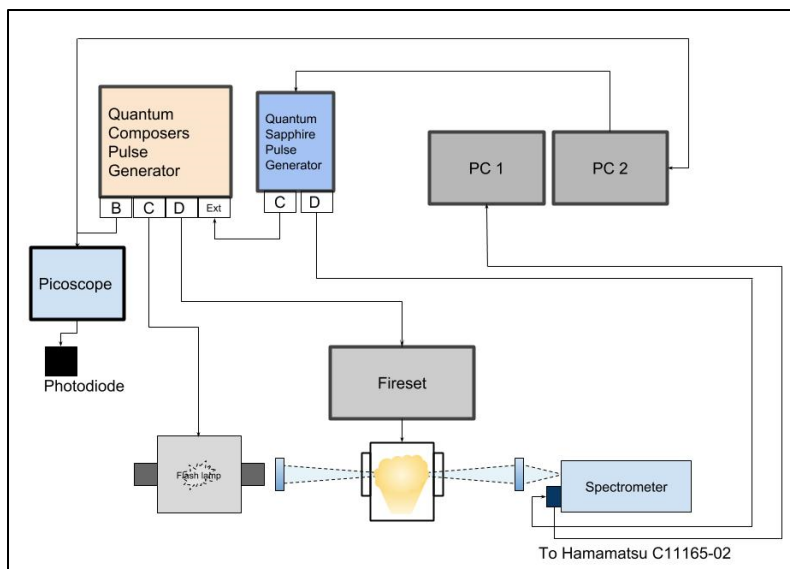 Quantum
Composers
Pulse
Generator
B
C
D
Ext
Quantum
Sapphire
Pulse
Generator
C
D
PC 1
PC 2
Picoscope
Photodiode
Fireset
Flash lamp
Spectrometer
To Hamamatsu C11165-02